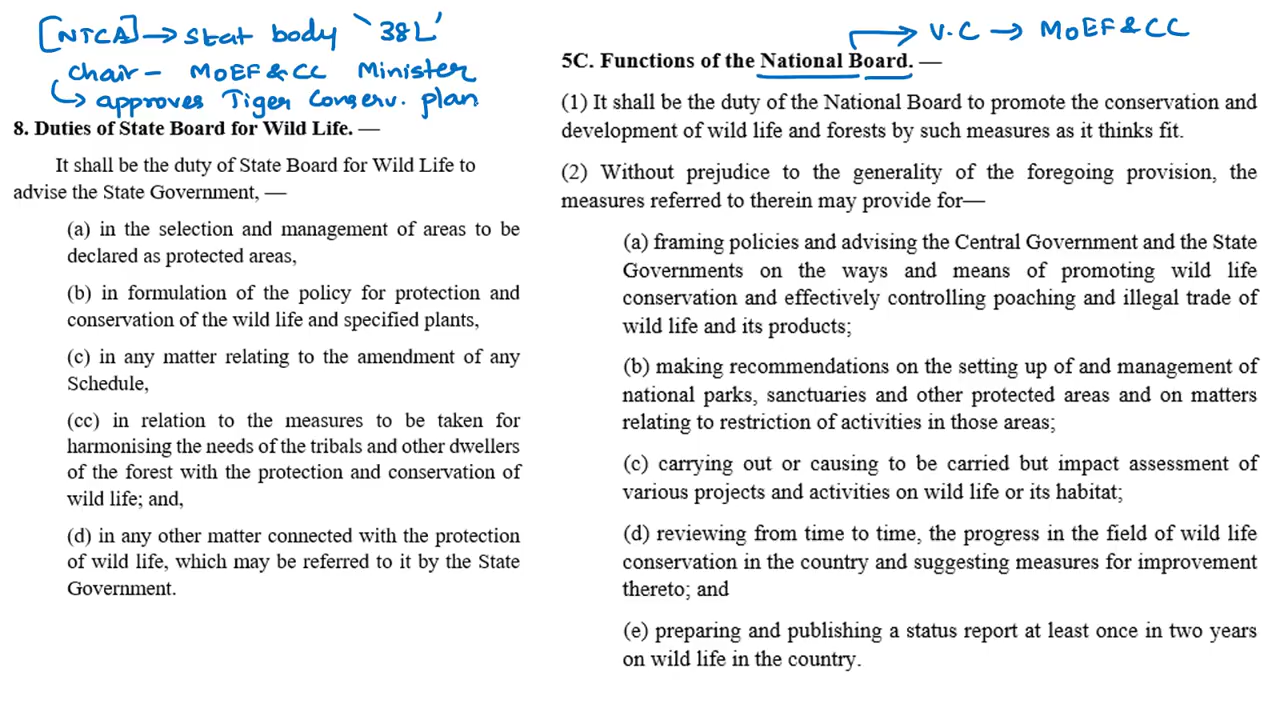 [NTCA] → Stat body '38L'
chair - MOEF & CC Minister
↳ approves Tiger Conserv. plan
8. Duties of State Board for Wild Life. —
It shall be the duty of State Board for Wild Life to
advise the State Government, —
(a) in the selection and management of areas to be
declared as protected areas,
(b) in formulation of the policy for protection and
conservation of the wild life and specified plants,
(c) in any matter relating to the amendment of any
Schedule,
(cc) in relation to the measures to be taken for
harmonising the needs of the tribals and other dwellers
of the forest with the protection and conservation of
wild life; and,
(d) in any other matter connected with the protection
of wild life, which may be referred to it by the State
Government.
→ V.C → MOEF & CC
5C. Functions of the National Board. —
(1) It shall be the duty of the National Board to promote the conservation and
development of wild life and forests by such measures as it thinks fit.
(2) Without prejudice to the generality of the foregoing provision, the
measures referred to therein may provide for—
(a) framing policies and advising the Central Government and the State
Governments on the ways and means of promoting wild life
conservation and effectively controlling poaching and illegal trade of
wild life and its products;
(b) making recommendations on the setting up of and management of
national parks, sanctuaries and other protected areas and on matters
relating to restriction of activities in those areas;
(c) carrying out or causing to be carried but impact assessment of
various projects and activities on wild life or its habitat;
(d) reviewing from time to time, the progress in the field of wild life
conservation in the country and suggesting measures for improvement
thereto; and
(e) preparing and publishing a status report at least once in two years
on wild life in the country.